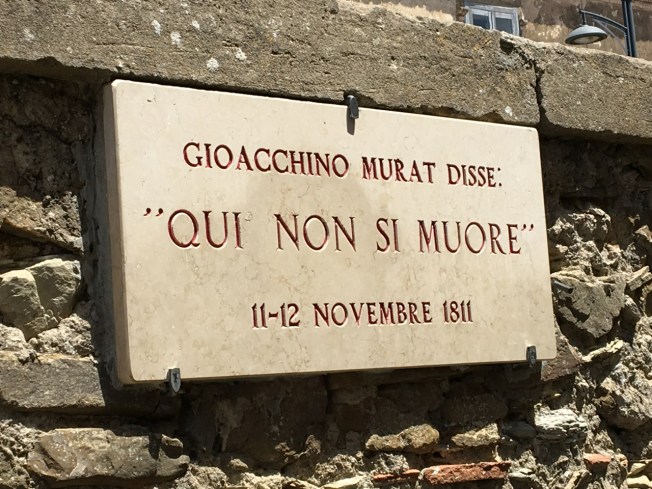 GIOACCHINO MURAT DISSE:
"QUI NON SI MUORE"
11-12 NOVEMBRE 1811